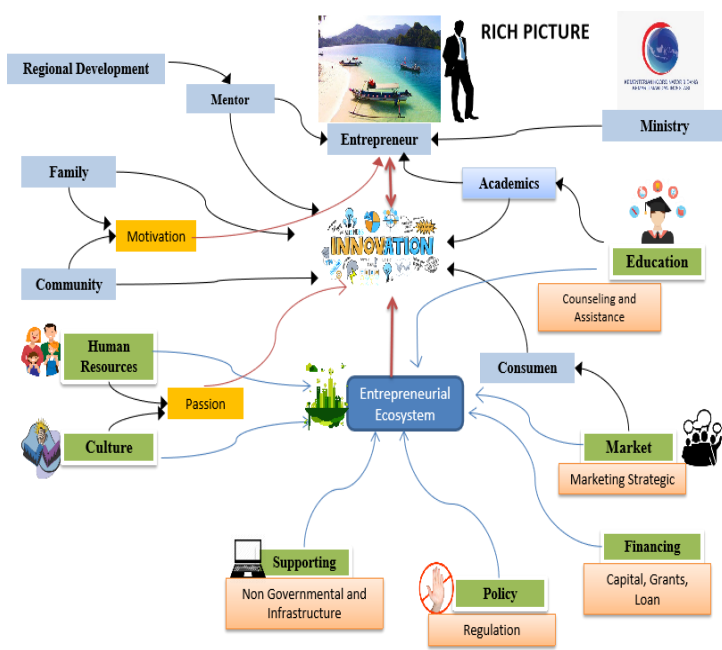 RICH PICTURE
Regional Development
Mentor
Entrepreneur
Ministry
Family
Academics
Motivation
INNOVATION
Education
Community
Counseling and
Assistance
Human
Resources
Consumen
Entrepreneurial
Ecosystem
Passion
Culture
Market
Marketing Strategic
Financing
Supporting
Capital, Grants,
Loan
Non Governmental and
Infrastructure
Policy
Regulation